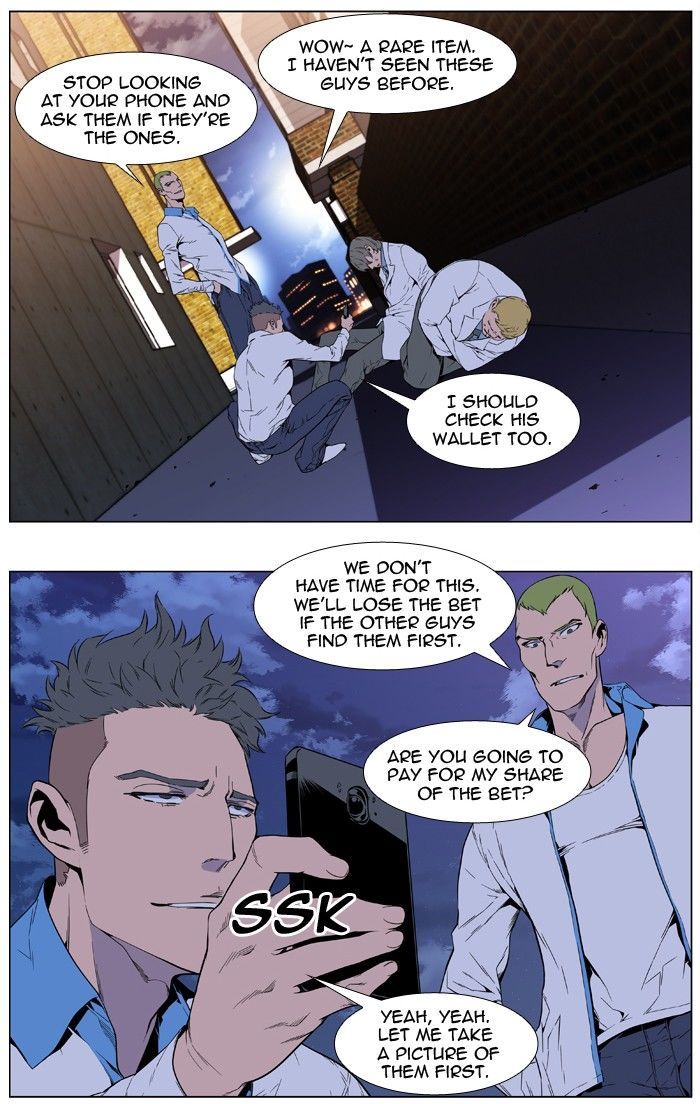 WOW~ A RARE ITEM.
I HAVEN'T SEEN THESE
GUYS BEFORE.
STOP LOOKING
AT YOUR PHONE AND
ASK THEM IF THEY'RE
THE ONES.
I SHOULD
CHECK HIS
WALLET TOO.
WE DON'T
HAVE TIME FOR THIS.
WE'LL LOSE THE BET
IF THE OTHER GUYS
FIND THEM FIRST.
ARE YOU GOING TO
PAY FOR MY SHARE
OF THE BET?
SSK
YEAH, YEAH.
LET ME TAKE
A PICTURE OF
THEM FIRST.